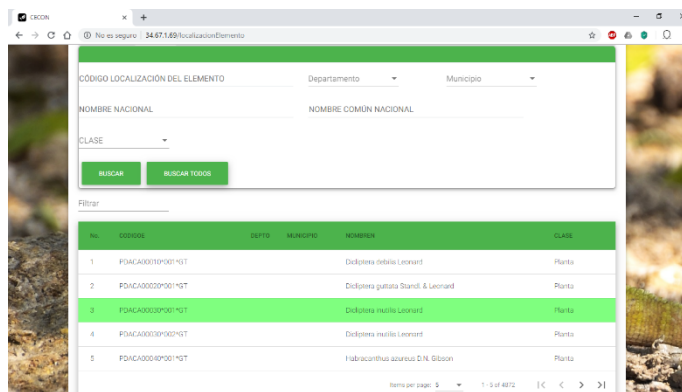 CECON
No es seguro | 34.67.1.69/localizacionElemento
CÓDIGO LOCALIZACIÓN DEL ELEMENTO Departamento Municipio
NOMBRE NACIONAL NOMBRE COMÚN NACIONAL
CLASE
BUSCAR BUSCAR TODOS
Filtrar
No. CODIGOE DEPTO MUNICIPIO NOMBREN CLASE
1 PDACA00010*001*GT Dicliptera debilis Leonard Planta
2 PDACA00020*001*GT Dicliptera guttata Standl. & Leonard Planta
3 PDACA00030*001*GT Dicliptera inutilis Leonard Planta
4 PDACA00030*002*GT Dicliptera inutilis Leonard Planta
5 PDACA00040*001*GT Habracanthus azureus D.N. Gibson Planta
Items per page: 5 1 - 5 of 4872